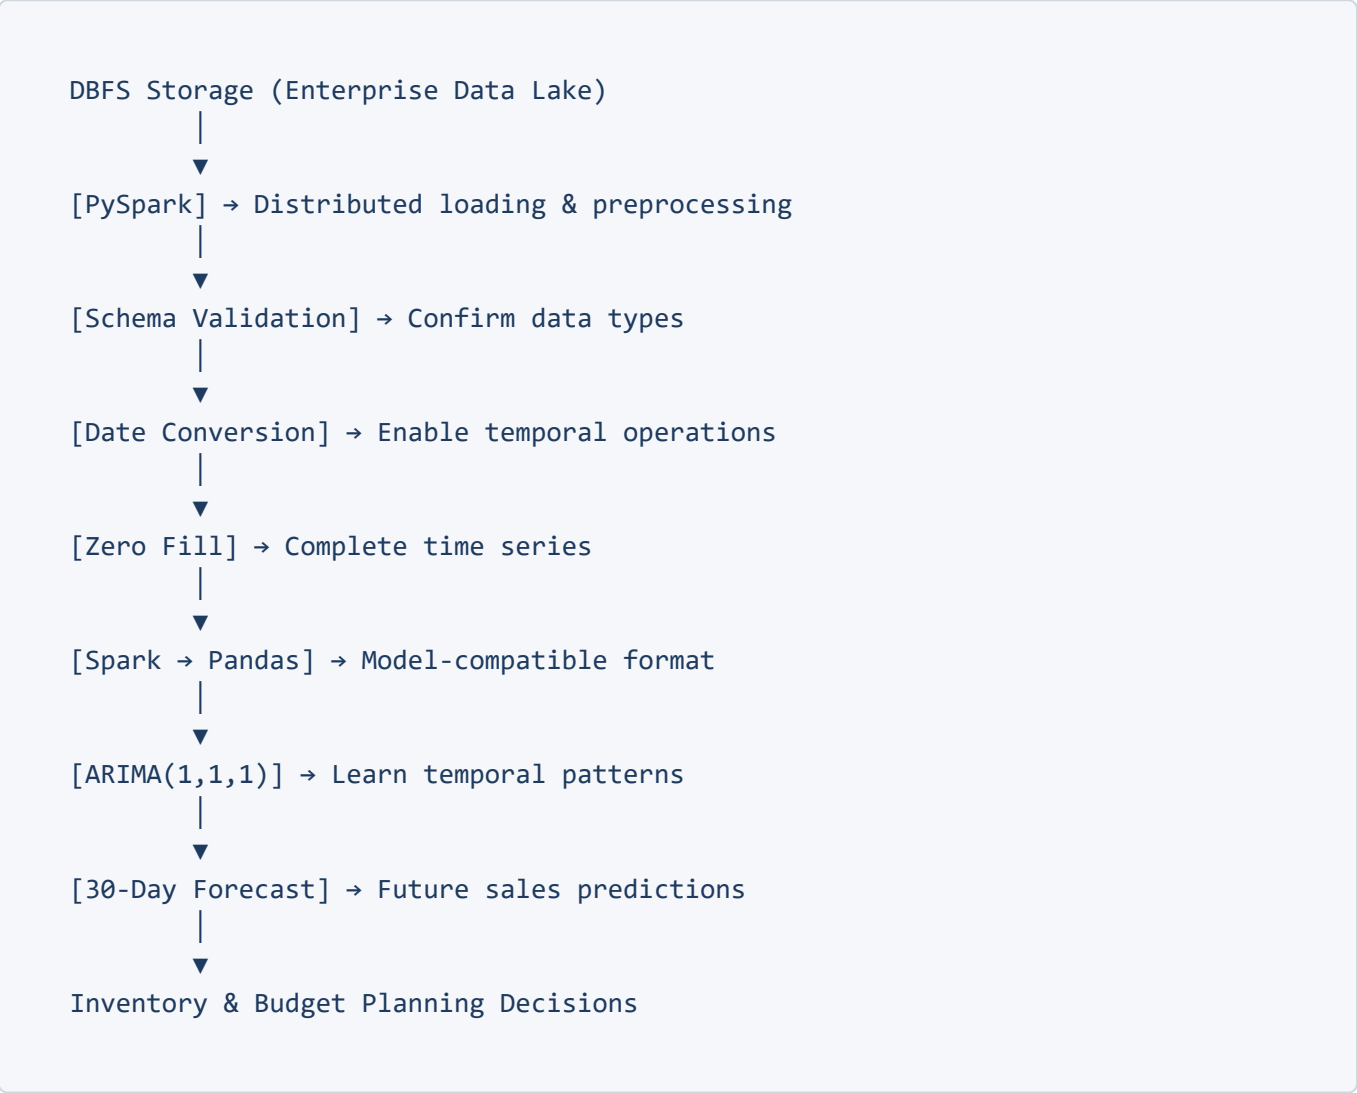 DBFS Storage (Enterprise Data Lake)
│
▼
[PySpark] → Distributed loading & preprocessing
│
▼
[Schema Validation] → Confirm data types
│
▼
[Date Conversion] → Enable temporal operations
│
▼
[Zero Fill] → Complete time series
│
▼
[Spark → Pandas] → Model-compatible format
│
▼
[ARIMA(1,1,1)] → Learn temporal patterns
│
▼
[30-Day Forecast] → Future sales predictions
│
▼
Inventory & Budget Planning Decisions